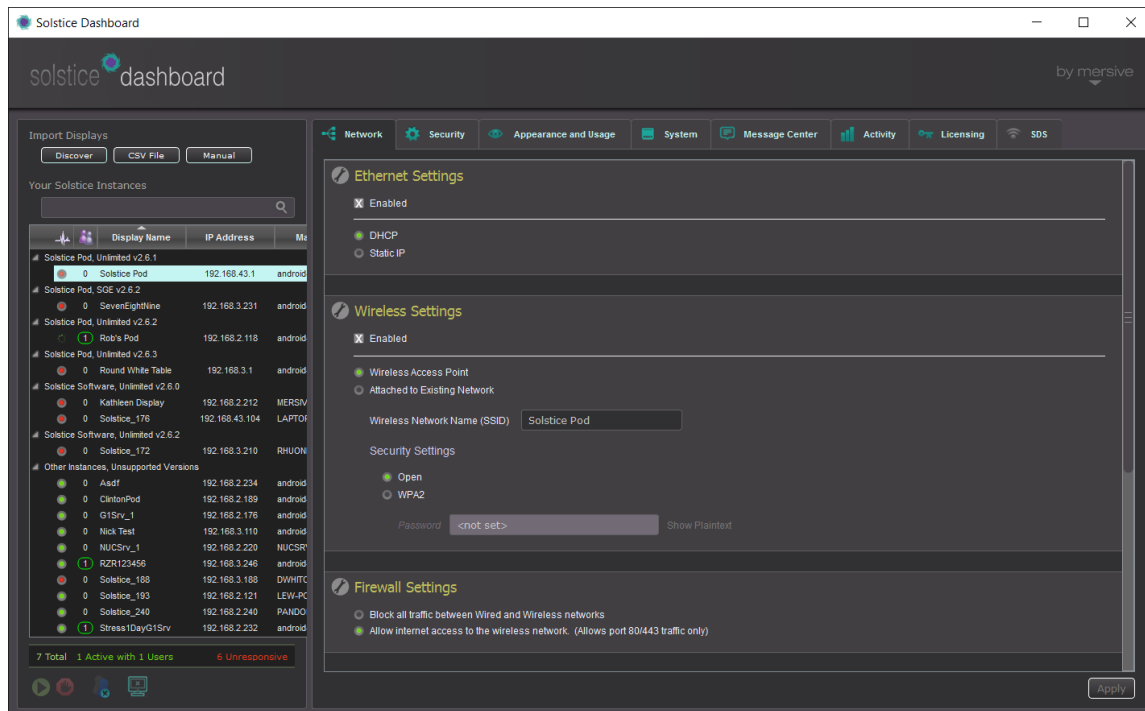 Solstice Dashboard
solstice dashboard
by mersive
Import Displays
Discover CSV File Manual
Your Solstice Instances
Display Name IP Address Ma
Solstice Pod, Unlimited v2.6.1
0 Solstice Pod 192.168.43.1 android
Solstice Pod, SGE v2.6.2
0 SevenEightNine 192.168.3.231 android
Solstice Pod, Unlimited v2.6.2
1 Rob's Pod 192.168.2.118 android
Solstice Pod, Unlimited v2.6.3
0 Round White Table 192.168.3.1 android
Solstice Software, Unlimited v2.6.0
0 Kathleen Display 192.168.2.212 MERSIV
0 Solstice_176 192.168.43.104 LAPTOP
Solstice Software, Unlimited v2.6.2
0 Solstice_172 192.168.3.210 RHUON
Other Instances, Unsupported Versions
0 Asdf 192.168.2.234 android
0 ClintonPod 192.168.2.189 android
0 G1Srv_1 192.168.2.176 android
0 Nick Test 192.168.3.110 android
0 NUCSrv_1 192.168.2.220 NUCSR
1 RZR123456 192.168.3.246 android
0 Solstice_188 192.168.3.188 DWHITC
0 Solstice_193 192.168.2.121 LEW-PC
0 Solstice_240 192.168.2.240 PANDO
1 Stress1DayG1Srv 192.168.2.232 android
7 Total 1 Active with 1 Users 6 Unresponsive
Network Security Appearance and Usage System Message Center Activity Licensing SDS
Ethernet Settings
X Enabled
DHCP
Static IP
Wireless Settings
X Enabled
Wireless Access Point
Attached to Existing Network
Wireless Network Name (SSID) Solstice Pod
Security Settings
Open
WPA2
Password <not set> Show Plaintext
Firewall Settings
Block all traffic between Wired and Wireless networks
Allow internet access to the wireless network. (Allows port 80/443 traffic only)
Apply